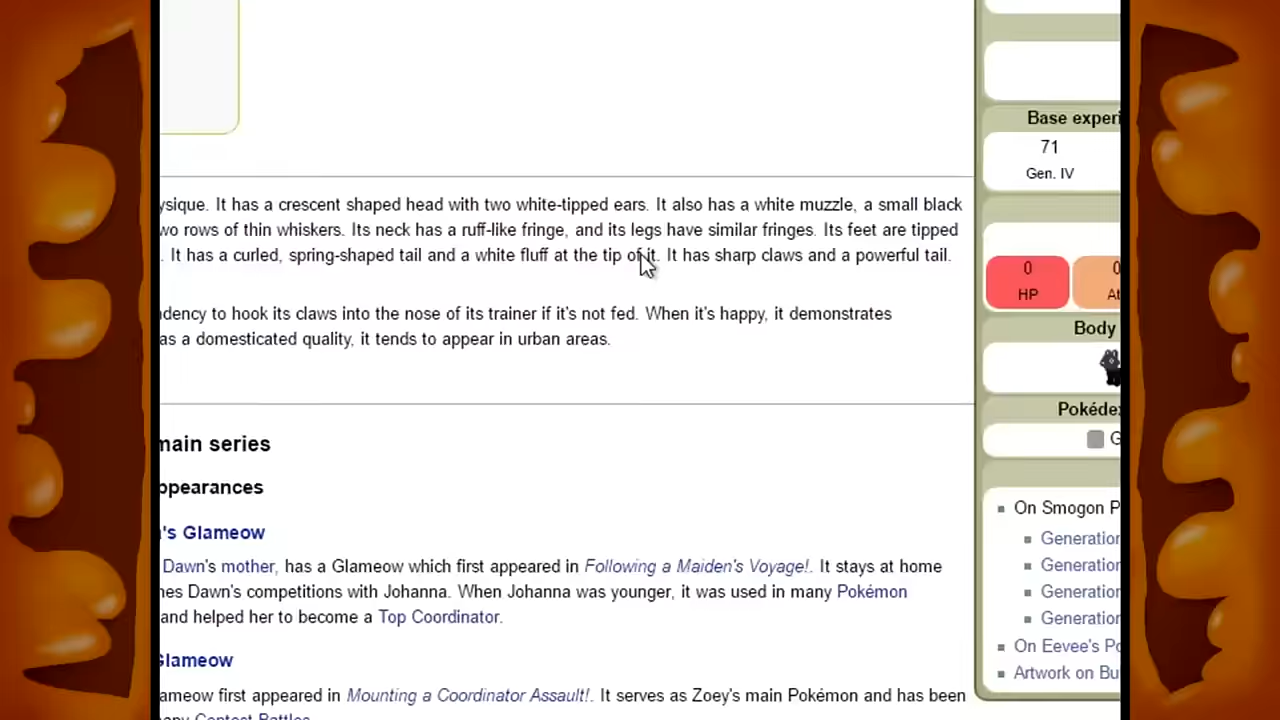 ysique. It has a crescent shaped head with two white-tipped ears. It also has a white muzzle, a small black
wo rows of thin whiskers. Its neck has a ruff-like fringe, and its legs have similar fringes. Its feet are tipped
. It has a curled, spring-shaped tail and a white fluff at the tip of it. It has sharp claws and a powerful tail.
ndency to hook its claws into the nose of its trainer if it's not fed. When it's happy, it demonstrates
as a domesticated quality, it tends to appear in urban areas.
main series
ppearances
's Glameow
Dawn's mother, has a Glameow which first appeared in Following a Maiden's Voyage!. It stays at home
hes Dawn's competitions with Johanna. When Johanna was younger, it was used in many Pokémon
and helped her to become a Top Coordinator.
Glameow
ameow first appeared in Mounting a Coordinator Assault!. It serves as Zoey's main Pokémon and has been
any Contest Battles.
Base experi
71
Gen. IV
0
HP
0
At
Body
Pokéde
G
On Smogon P
Generation
Generation
Generation
Generation
On Eevee's Po
Artwork on Bu